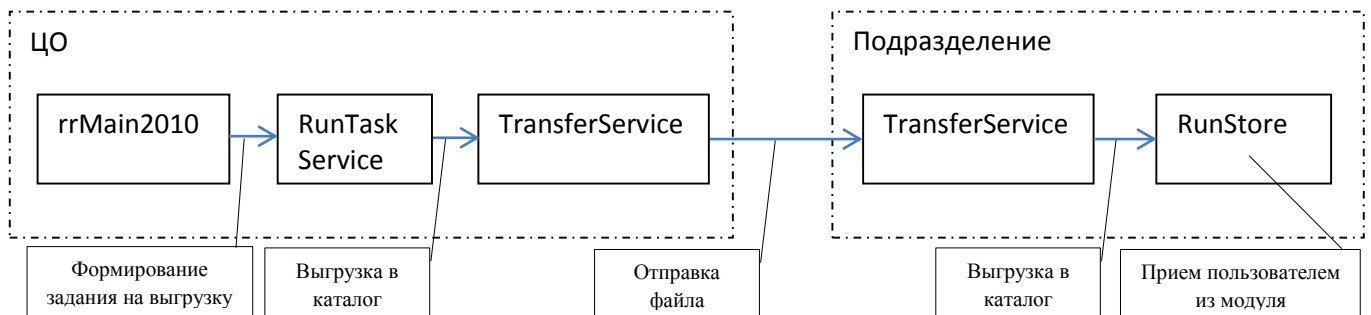 ЦО
Подразделение
rrMain2010
RunTask
Service
TransferService
TransferService
RunStore
Формирование
задания на выгрузку
Выгрузка в
каталог
Отправка
файла
Выгрузка в
каталог
Прием пользователем
из модуля